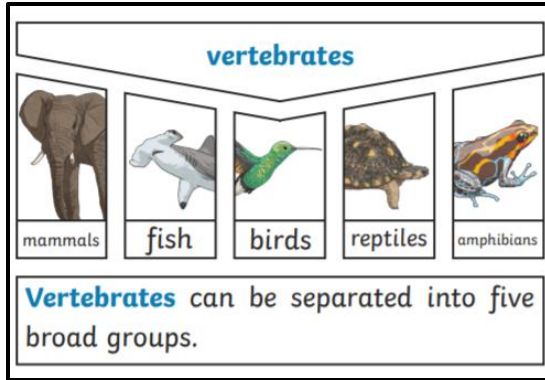 vertebrates
mammals
fish
birds
reptiles
amphibians
Vertebrates can be separated into five
broad groups.